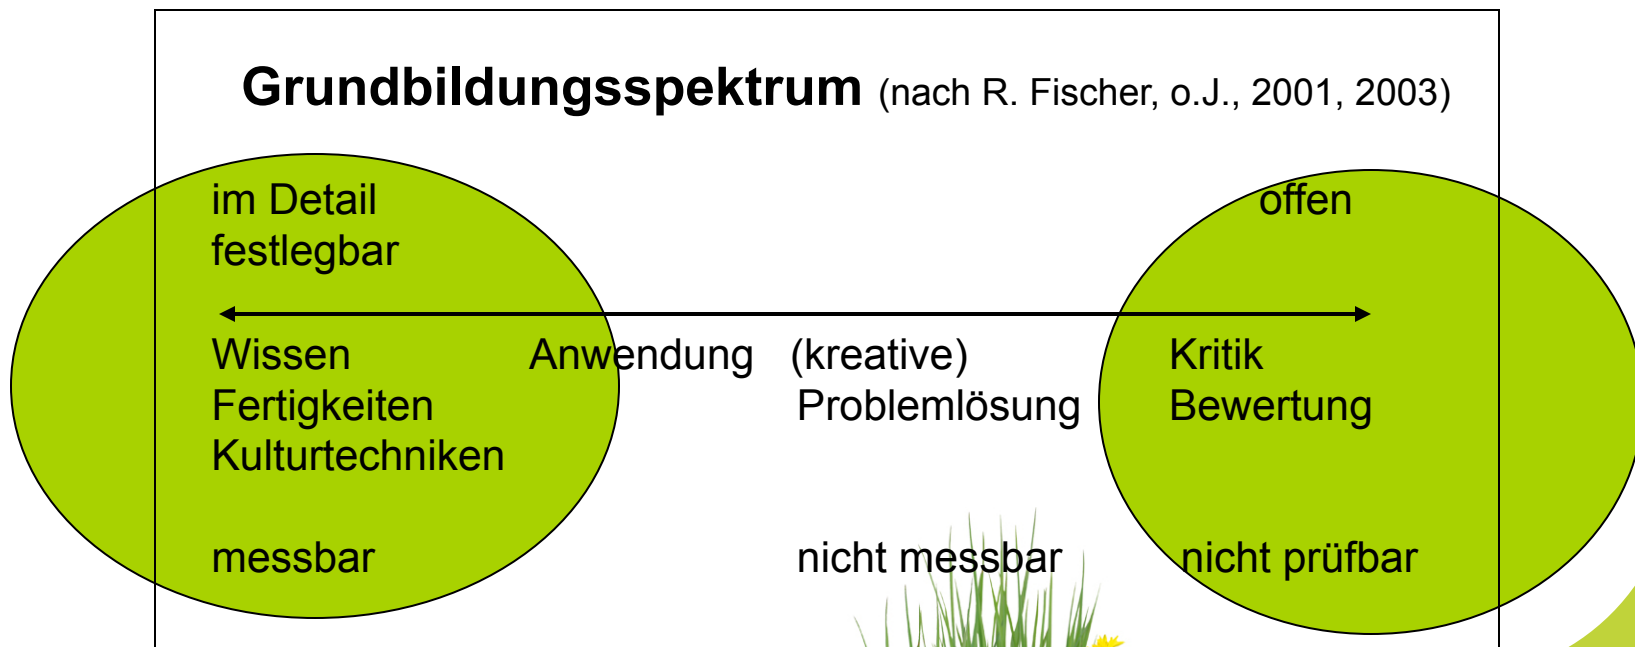 Grundbildungsspektrum (nach R. Fischer, o.J., 2001, 2003)
im Detail offen
festlegbar
Wissen Anwendung (kreative) Kritik
Fertigkeiten Problemlösung Bewertung
Kulturtechniken
messbar nicht messbar nicht prüfbar